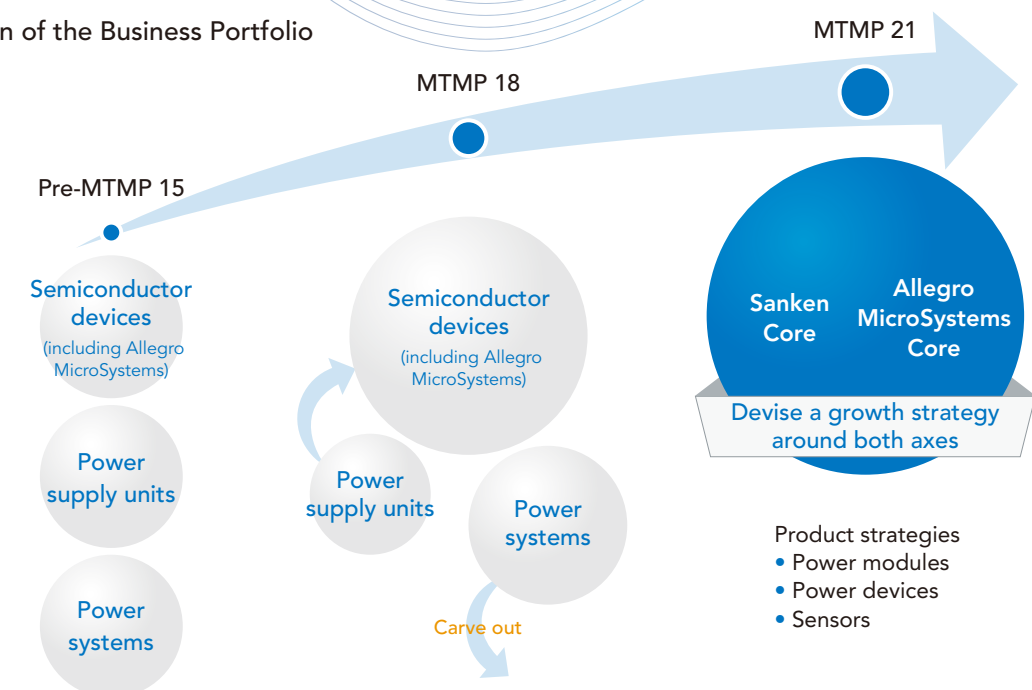 n of the Business Portfolio
MTMP 21
MTMP 18
Pre-MTMP 15
Semiconductor
devices
(including Allegro
MicroSystems)
Power
supply units
Power
systems
Semiconductor
devices
(including Allegro
MicroSystems)
Power
supply units
Power
systems
Carve out
Sanken
Core
Allegro
MicroSystems
Core
Devise a growth strategy
around both axes
Product strategies
• Power modules
• Power devices
• Sensors